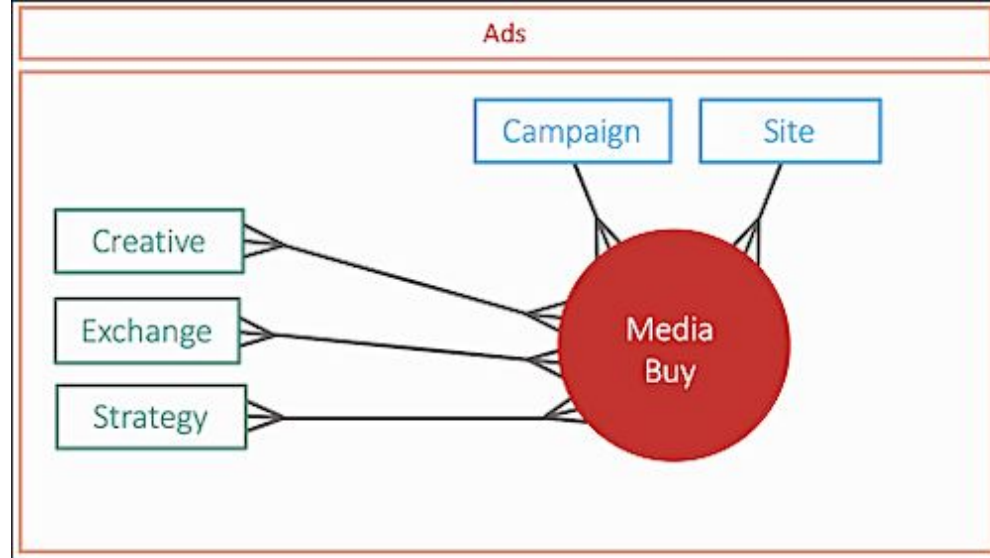 Ads
Campaign
Site
Creative
Exchange
Strategy
Media
Buy